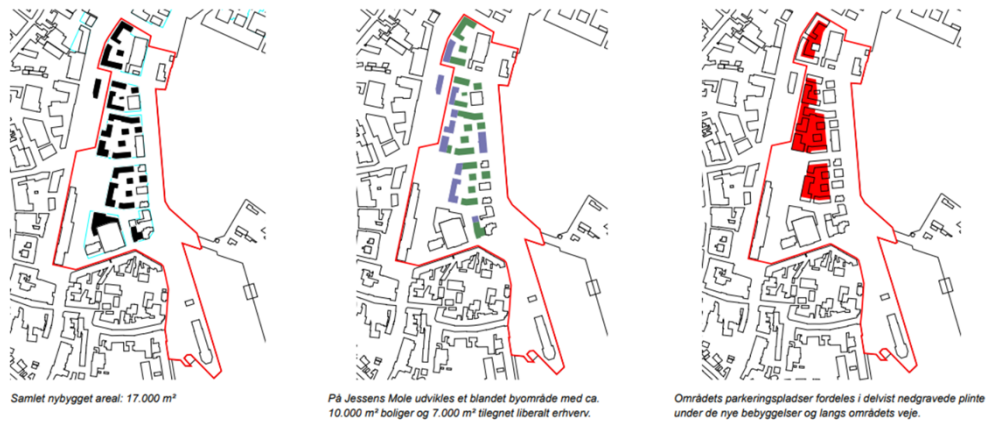 Samlet nybygget areal: 17.000 m²
På Jessens Mole udvikles et blandet byområde med ca.
10.000 m² boliger og 7.000 m² tilegnet liberalt erhverv.
Områdets parkeringspladser fordeles i delvist nedgravede plinte
under de nye bebyggelser og langs områdets veje.